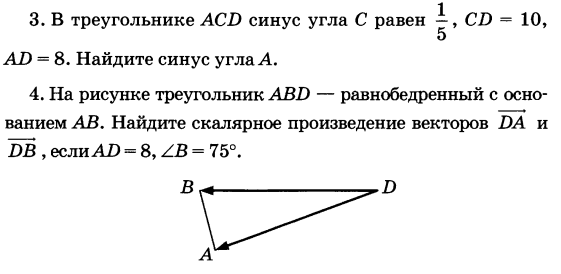 3. В треугольнике ACD синус угла C равен 1/5, CD = 10,
AD = 8. Найдите синус угла A.
4. На рисунке треугольник ABD — равнобедренный с осно-
ванием AB. Найдите скалярное произведение векторов DA и
DB, если AD = 8, ∠B = 75°.
B D
A